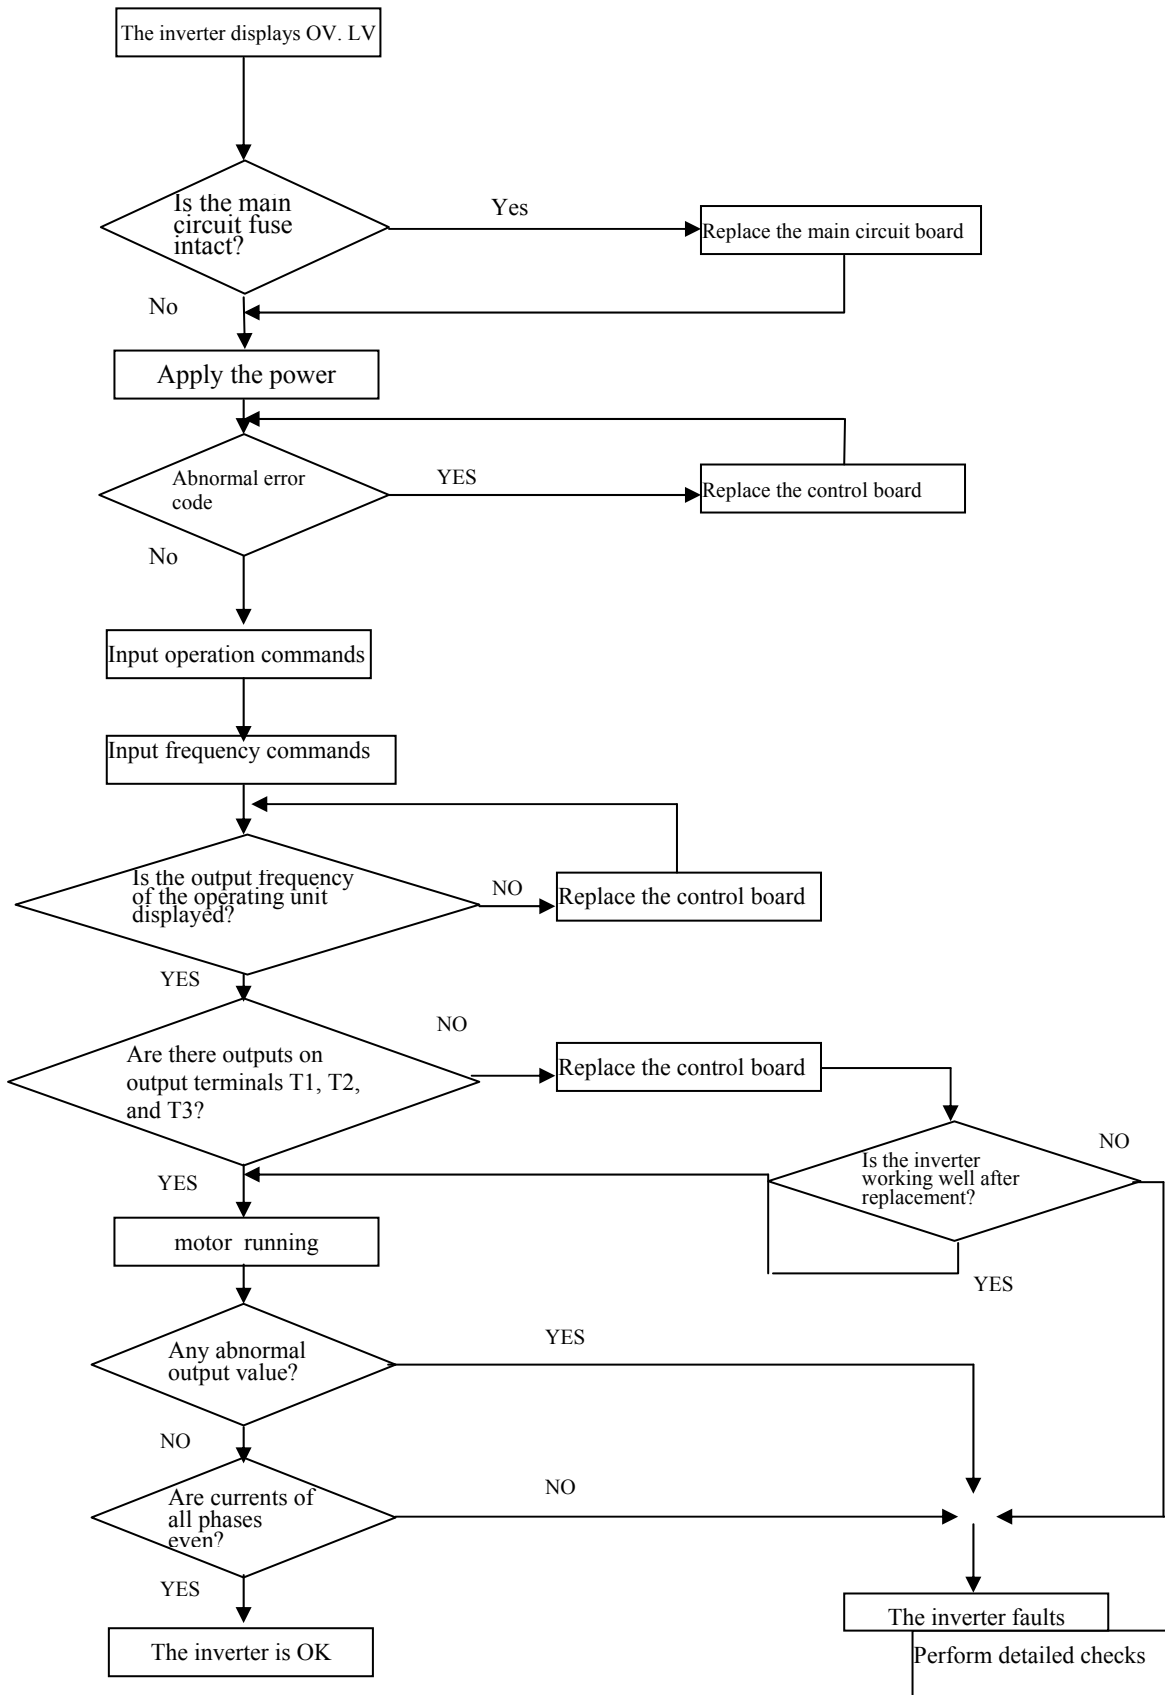 The inverter displays OV. LV
Is the main
circuit fuse
intact?
Yes
Replace the main circuit board
No
Apply the power
Abnormal error
code
YES
Replace the control board
No
Input operation commands
Input frequency commands
Is the output frequency
of the operating unit
displayed?
NO
Replace the control board
YES
Are there outputs on
output terminals T1, T2,
and T3?
NO
Replace the control board
Is the inverter
working well after
replacement?
NO
YES
YES
motor running
Any abnormal
output value?
YES
NO
Are currents of
all phases
even?
NO
YES
The inverter is OK
The inverter faults
Perform detailed checks